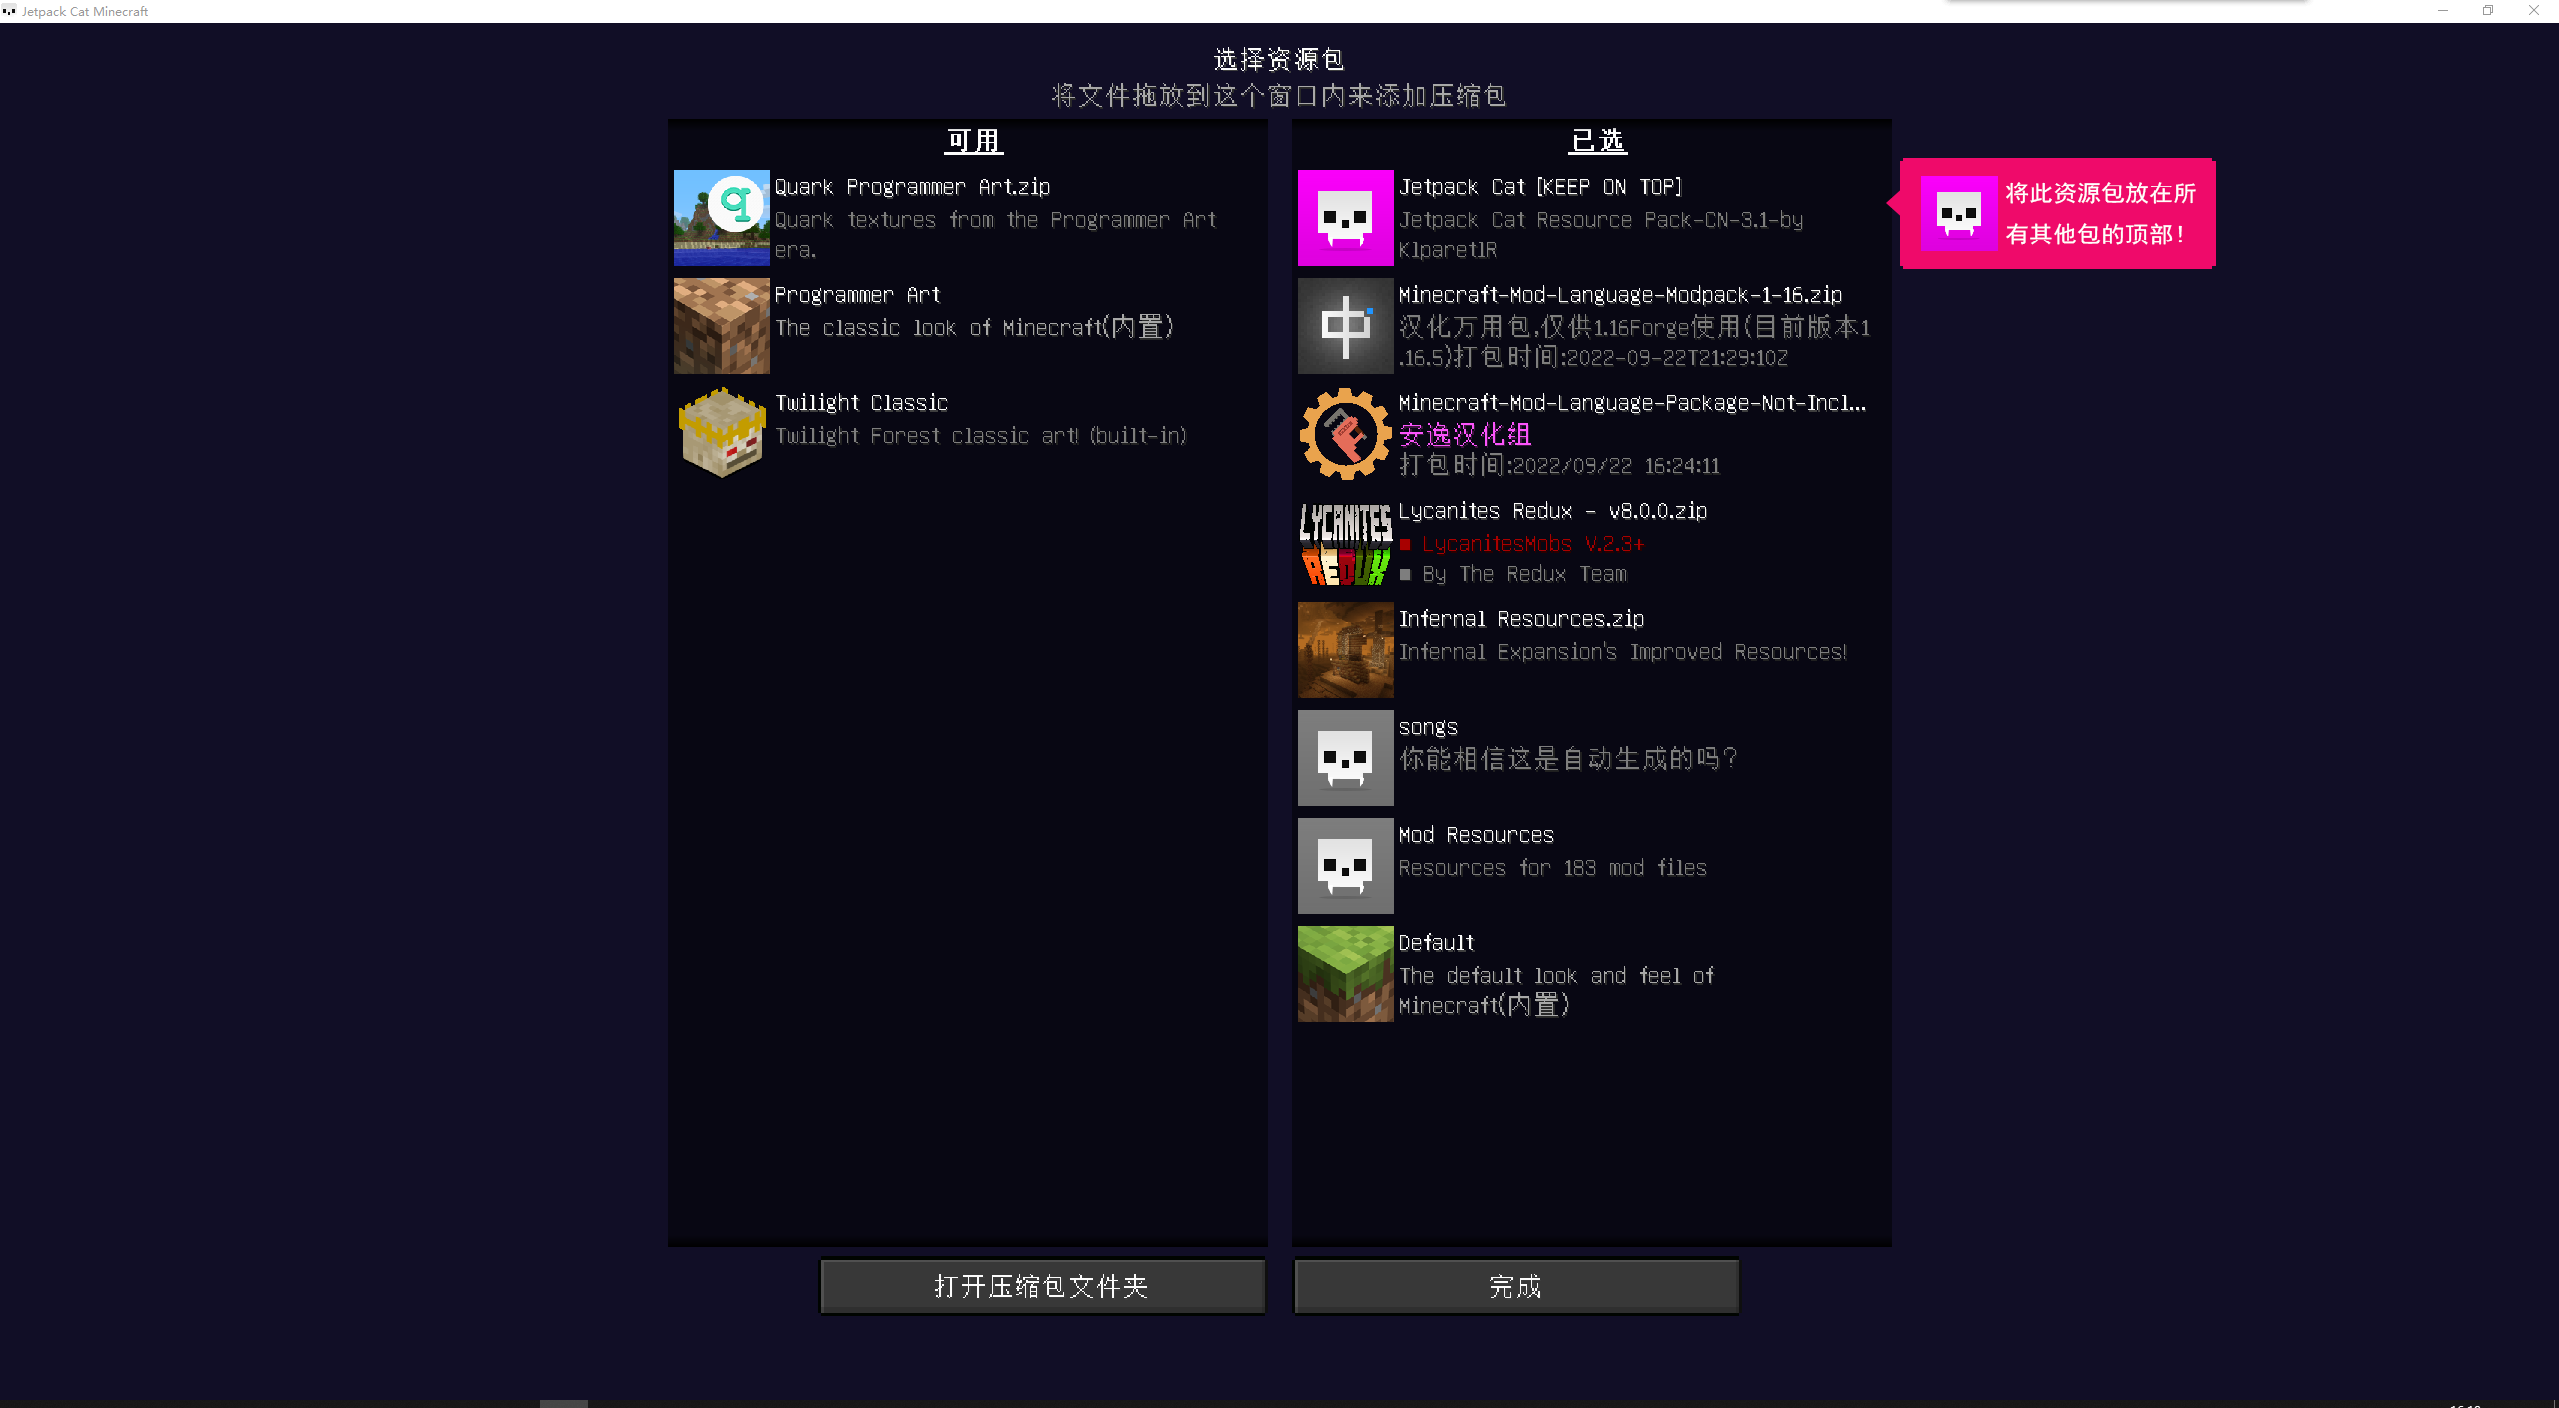 Jetpack Cat Minecraft
选择资源包
将文件拖放到这个窗口内来添加压缩包
可用
Quark Programmer Art.zip
Quark textures from the Programmer Art
era.
Programmer Art
The classic look of Minecraft(内置)
Twilight Classic
Twilight Forest classic art! (built-in)
已选
Jetpack Cat [KEEP ON TOP]
Jetpack Cat Resource Pack-CN-3.1-by
KlparetlR
Minecraft-Mod-Language-Modpack-1-16.zip
汉化万用包,仅供1.16Forge使用(目前版本1
.16.5)打包时间:2022-09-22T21:29:10Z
Minecraft-Mod-Language-Package-Not-Incl...
安逸汉化组
打包时间:2022/09/22 16:24:11
LYCANITES
REDUX
Lycanites Redux - v8.0.0.zip
■ LycanitesMobs V.2.3+
■ By The Redux Team
Infernal Resources.zip
Infernal Expansion's Improved Resources!
songs
你能相信这是自动生成的吗?
Mod Resources
Resources for 183 mod files
Default
The default look and feel of
Minecraft(内置)
将此资源包放在所
有其他包的顶部!
打开压缩包文件夹
完成